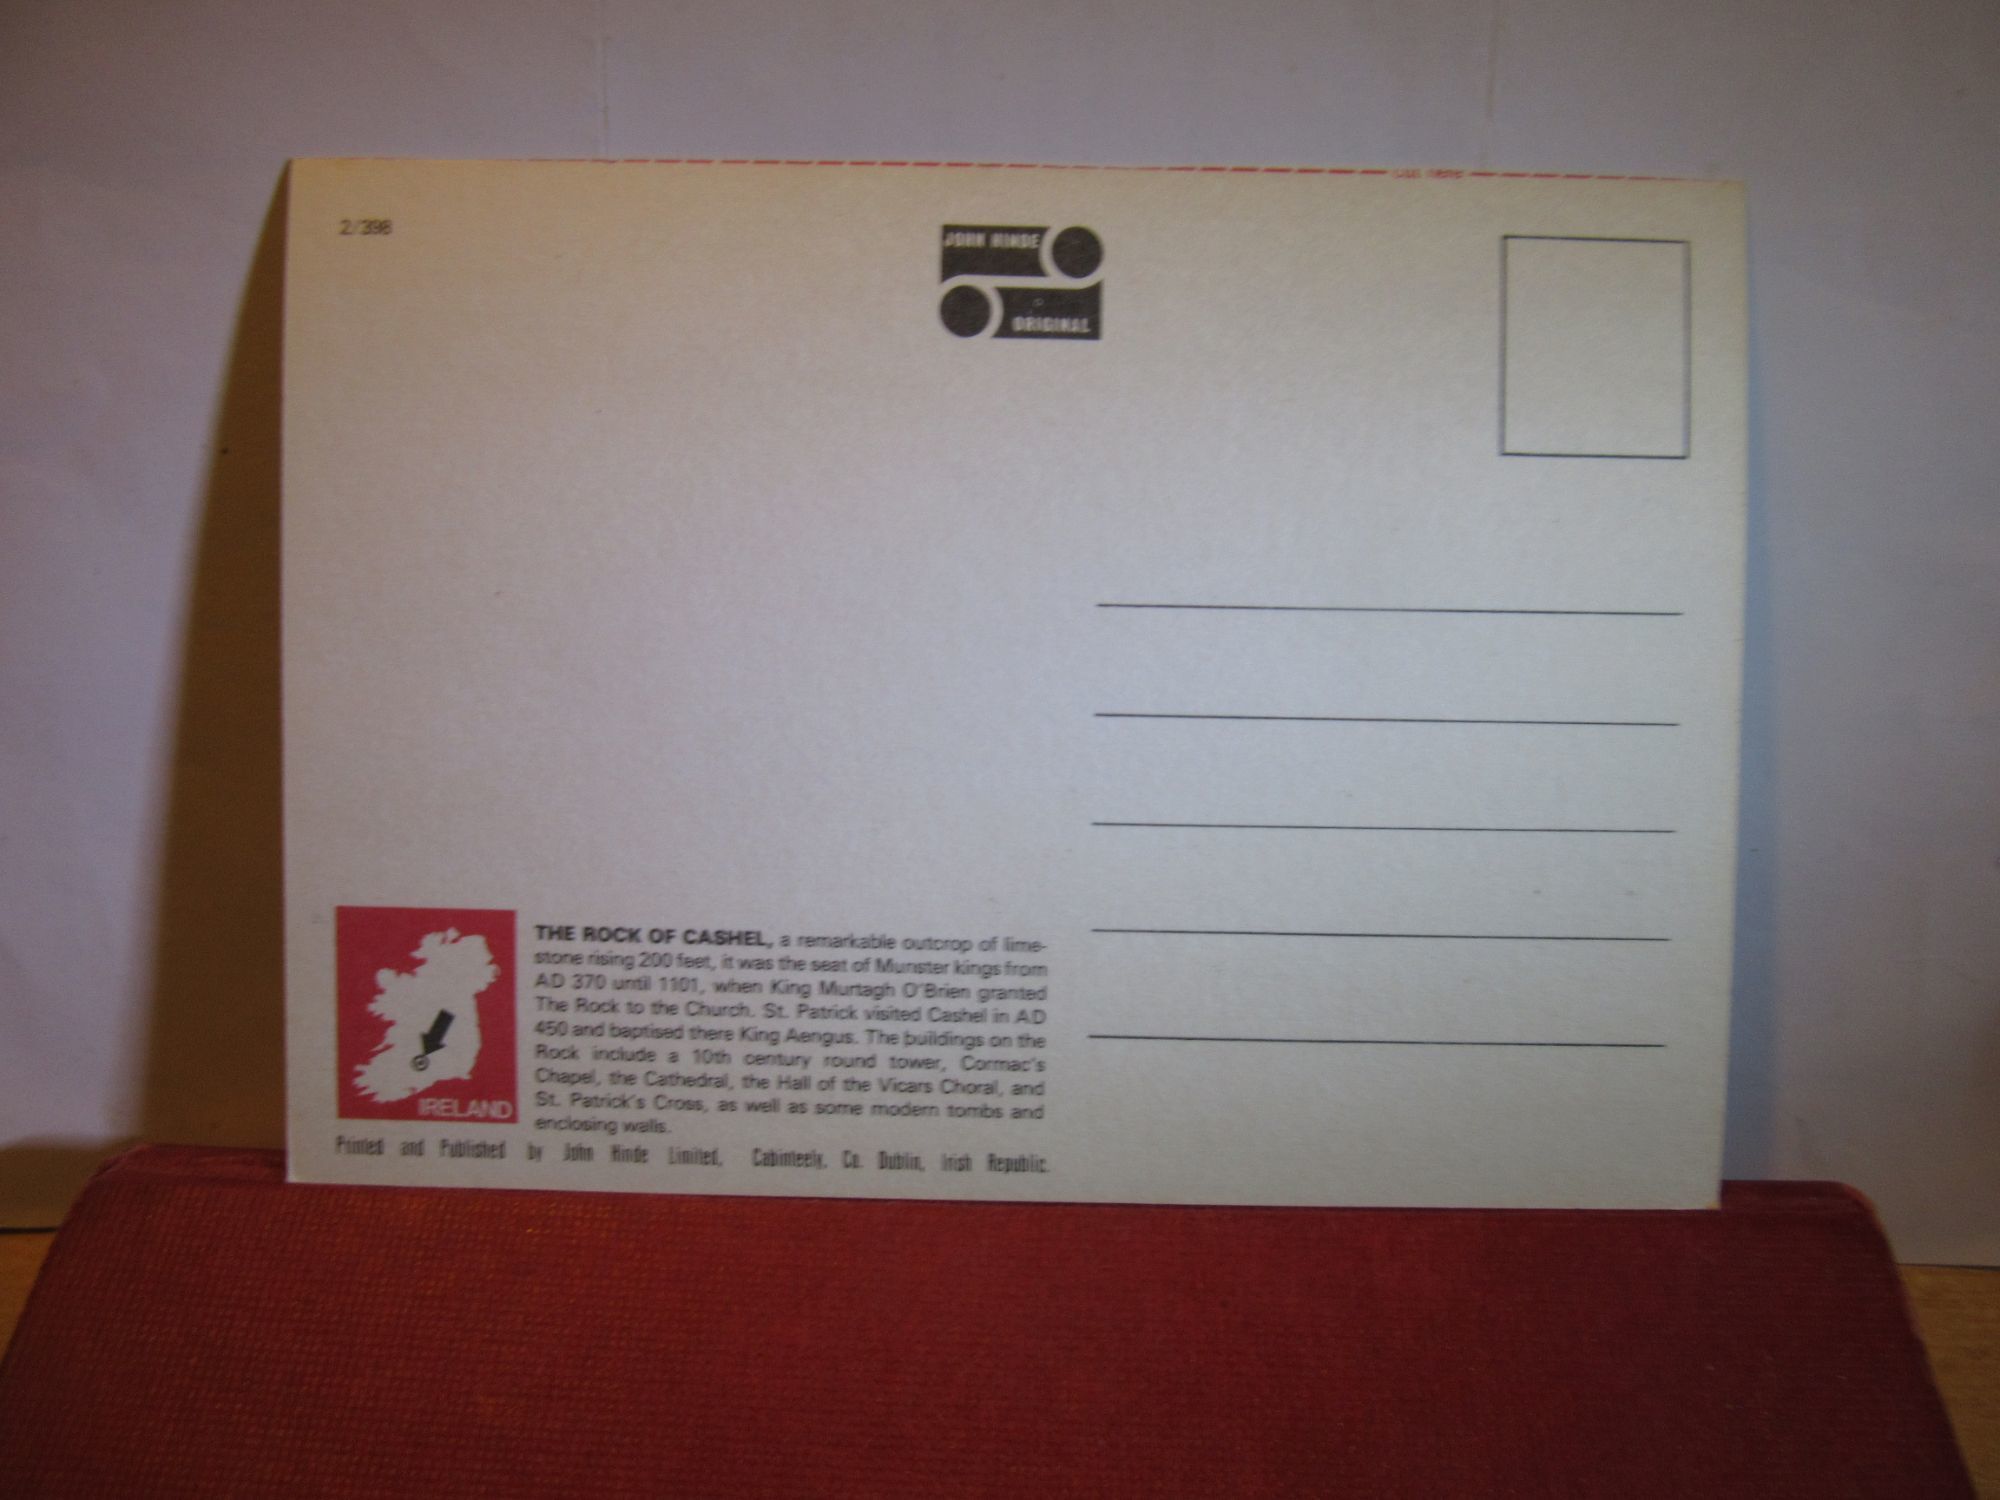 Cut here
2/398
JOHN HINDE
ORIGINAL
THE ROCK OF CASHEL, a remarkable outcrop of lime-
stone rising 200 feet, it was the seat of Munster kings from
AD 370 until 1101, when King Murtagh O'Brien granted
The Rock to the Church. St. Patrick visited Cashel in AD
450 and baptised there King Aengus. The buildings on the
Rock include a 10th century round tower, Cormac's
Chapel, the Cathedral, the Hall of the Vicars Choral, and
St. Patrick's Cross, as well as some modern tombs and
enclosing walls.
IRELAND
Printed and Published by John Hinde Limited, Cabinteely, Co. Dublin, Irish Republic.